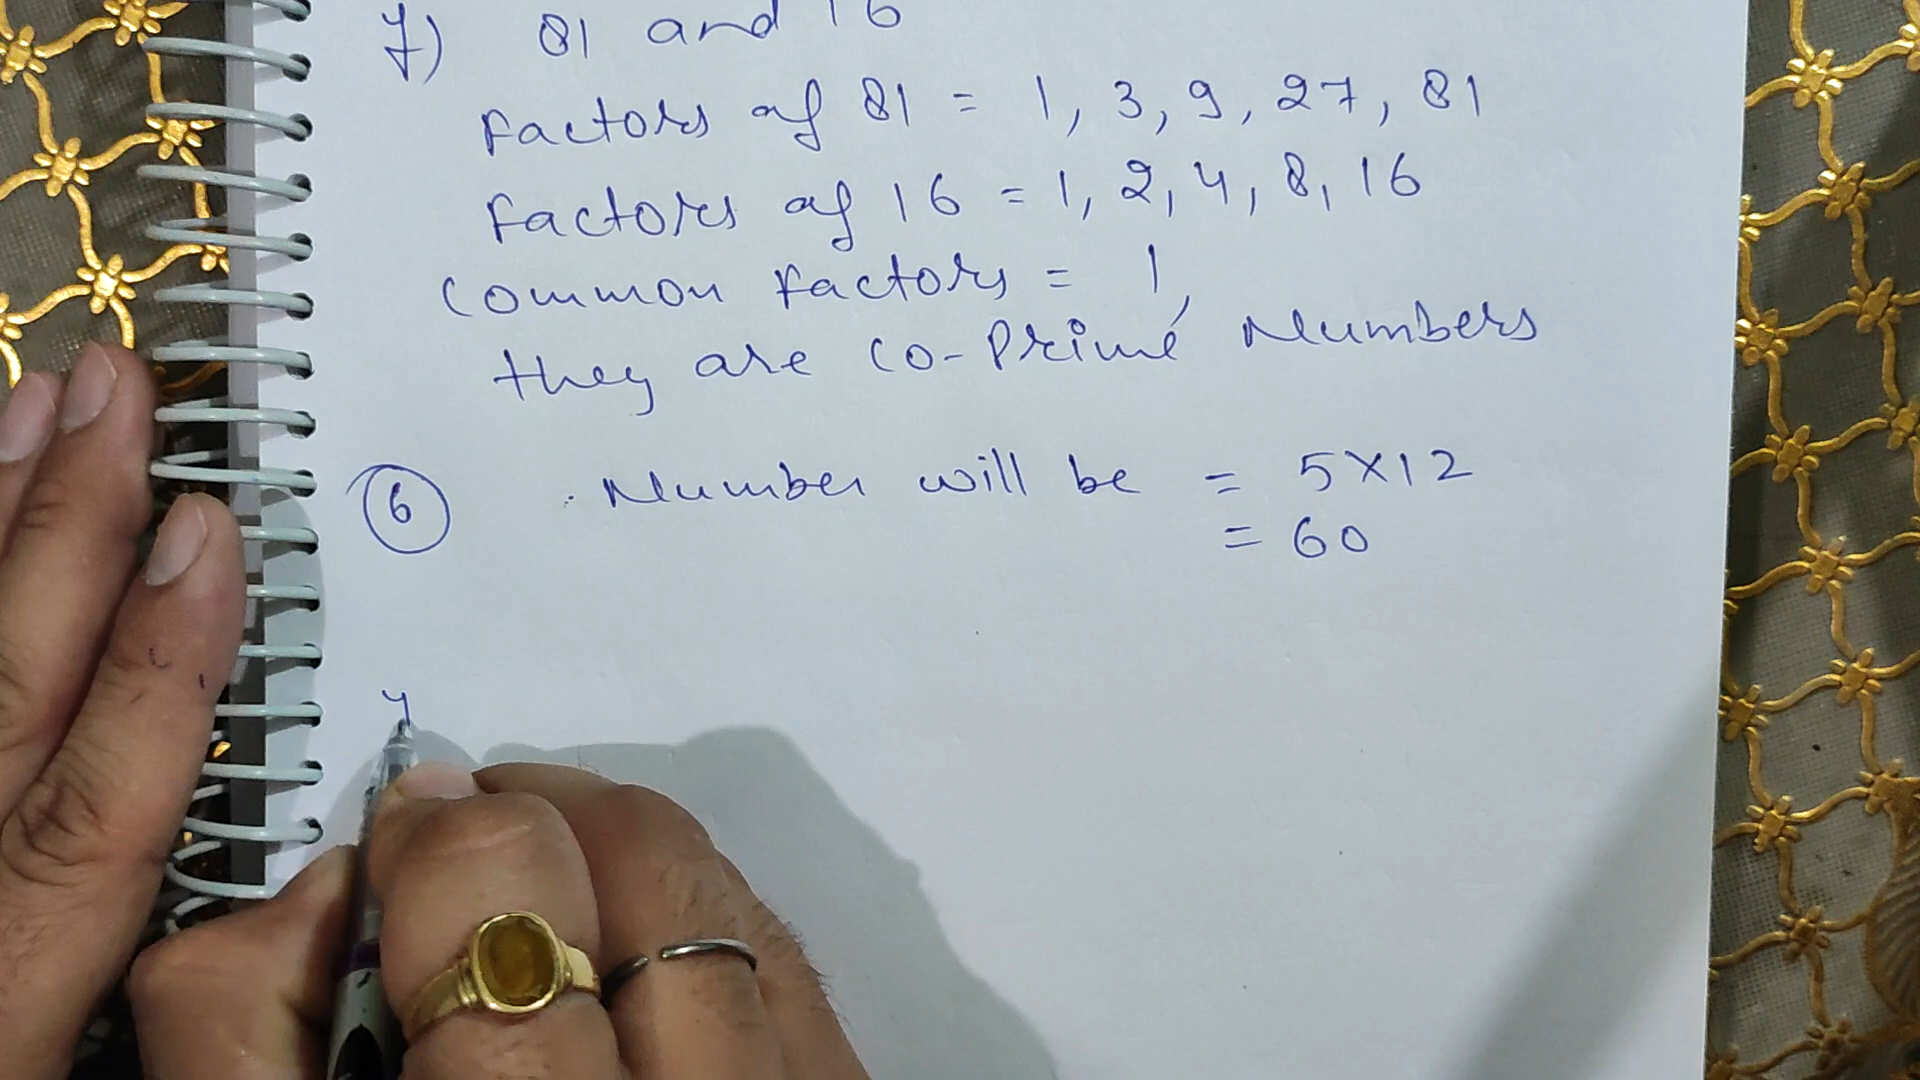 7) 81 and 16
Factors of 81 = 1, 3, 9, 27, 81
Factors of 16 = 1, 2, 4, 8, 16
Common Factors = 1,
they are co-Prime Numbers
6 Number will be = 5×12
= 60